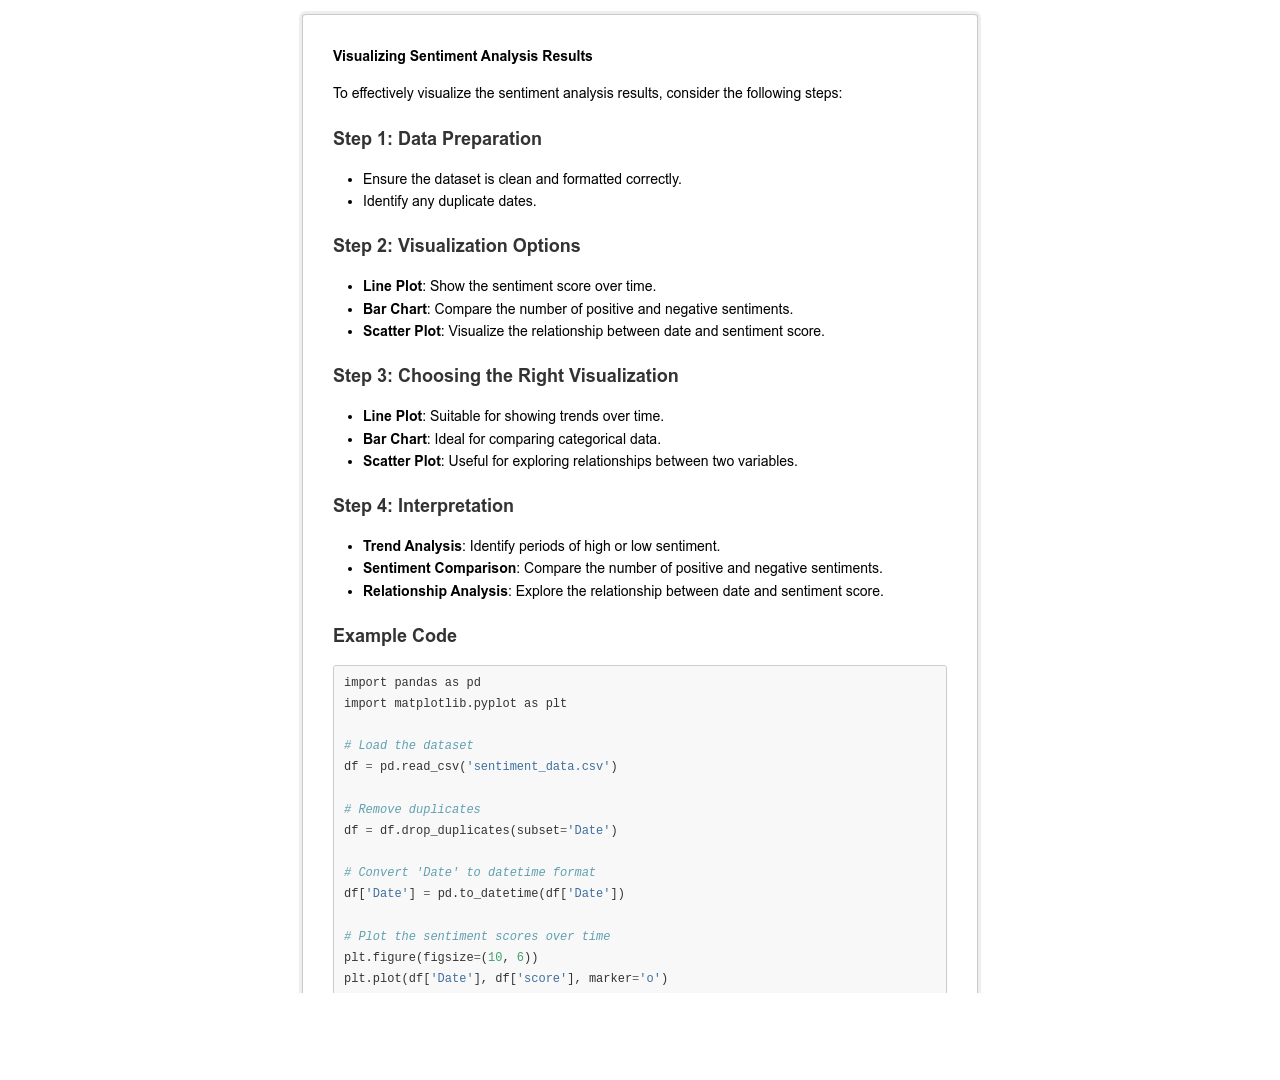 Visualizing Sentiment Analysis Results
To effectively visualize the sentiment analysis results, consider the following steps:
Step 1: Data Preparation
• Ensure the dataset is clean and formatted correctly.
• Identify any duplicate dates.
Step 2: Visualization Options
• Line Plot: Show the sentiment score over time.
• Bar Chart: Compare the number of positive and negative sentiments.
• Scatter Plot: Visualize the relationship between date and sentiment score.
Step 3: Choosing the Right Visualization
• Line Plot: Suitable for showing trends over time.
• Bar Chart: Ideal for comparing categorical data.
• Scatter Plot: Useful for exploring relationships between two variables.
Step 4: Interpretation
• Trend Analysis: Identify periods of high or low sentiment.
• Sentiment Comparison: Compare the number of positive and negative sentiments.
• Relationship Analysis: Explore the relationship between date and sentiment score.
Example Code
import pandas as pd
import matplotlib.pyplot as plt
# Load the dataset
df = pd.read_csv('sentiment_data.csv')
# Remove duplicates
df = df.drop_duplicates(subset='Date')
# Convert 'Date' to datetime format
df['Date'] = pd.to_datetime(df['Date'])
# Plot the sentiment scores over time
plt.figure(figsize=(10, 6))
plt.plot(df['Date'], df['score'], marker='o')